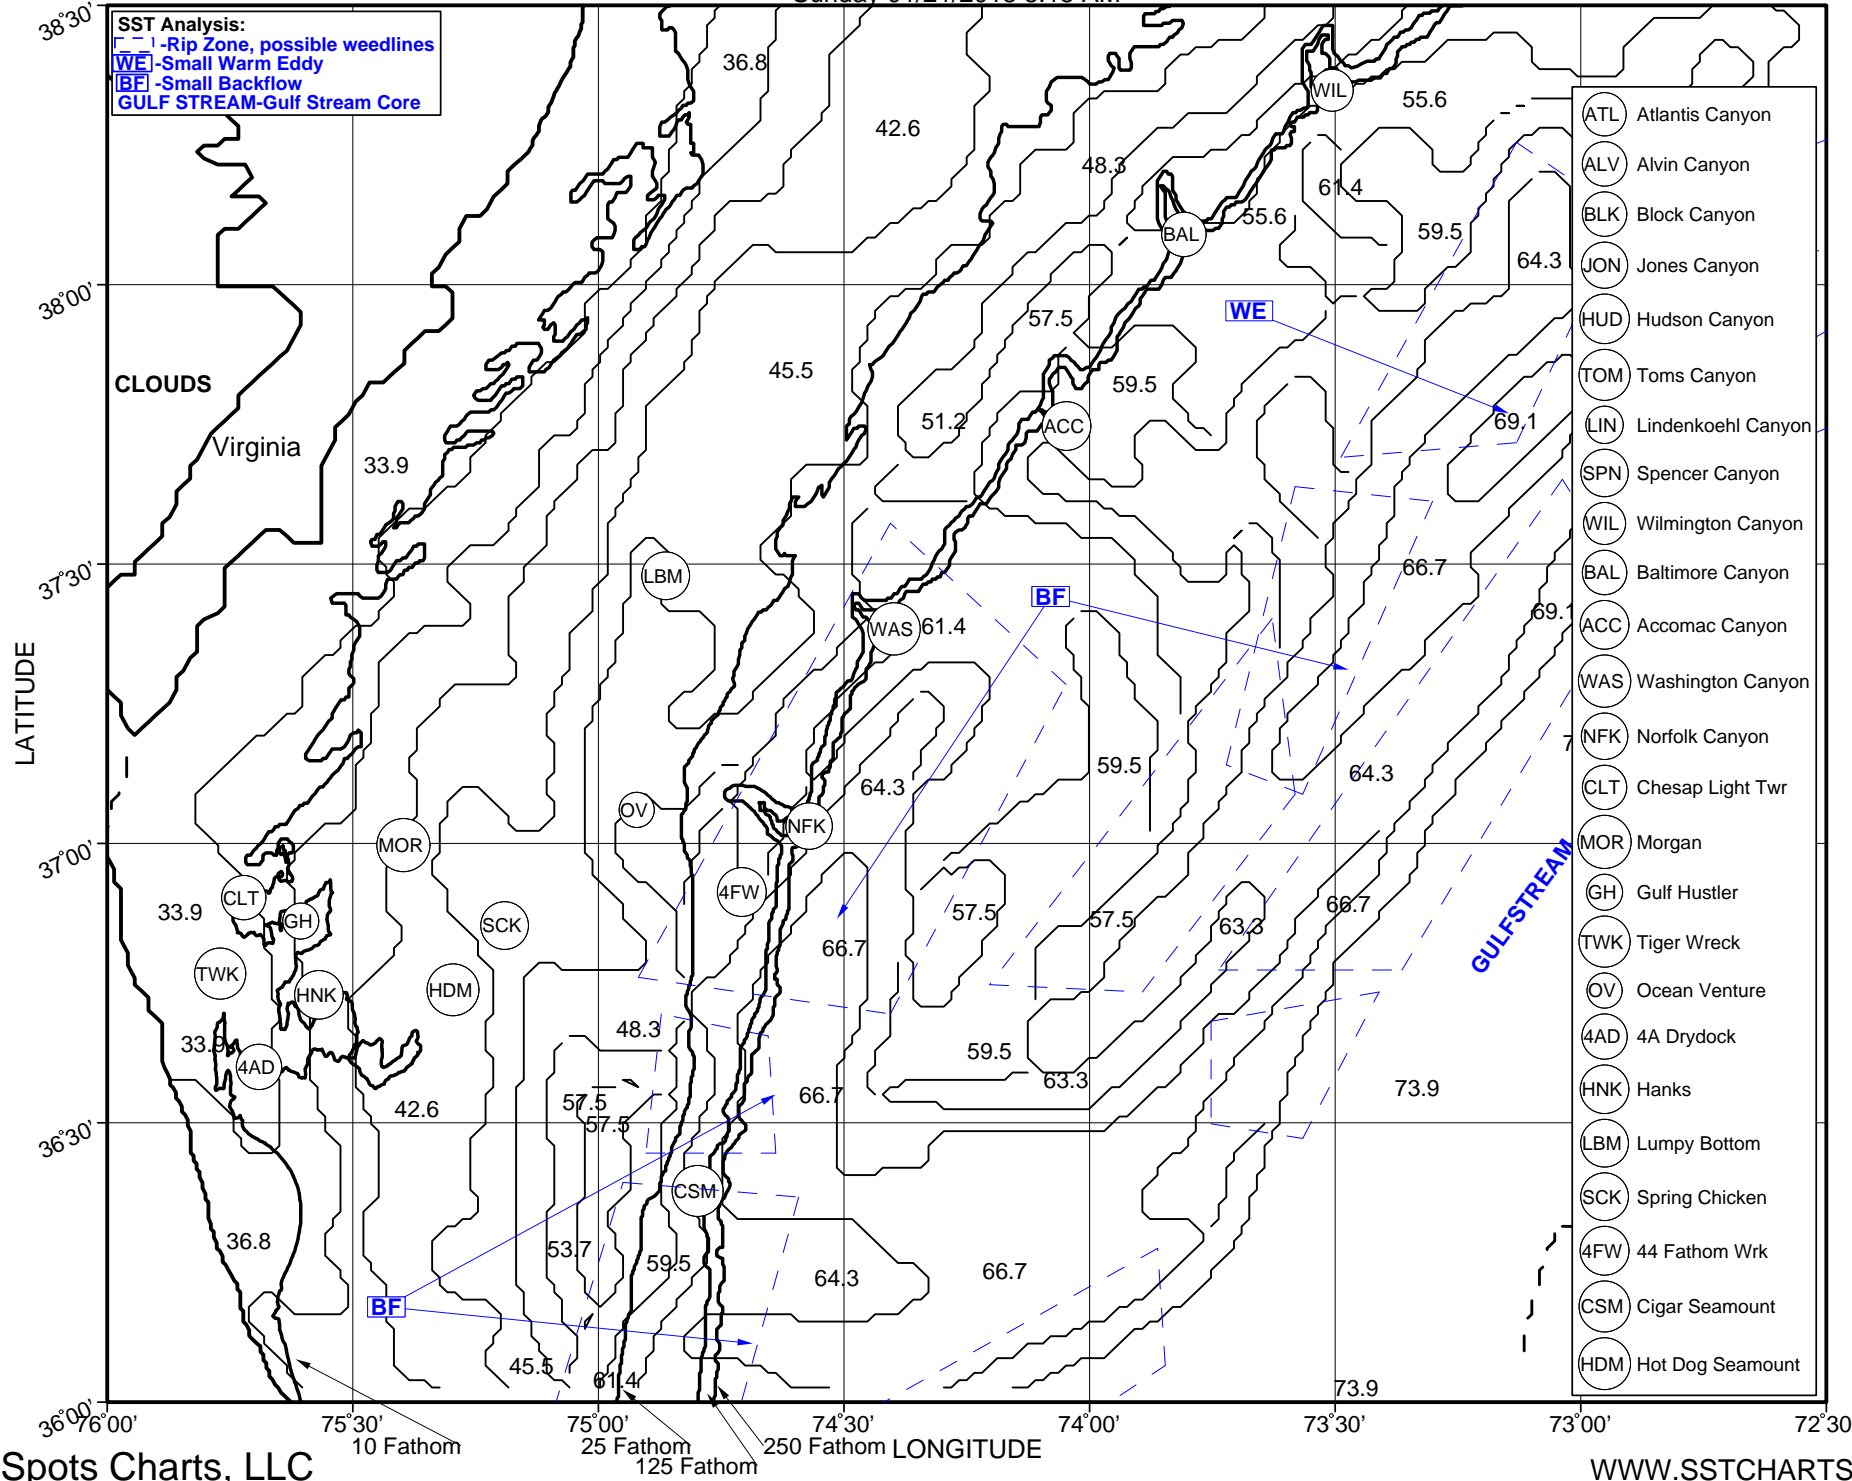 SST Analysis:
-Rip Zone, possible weedlines
WE -Small Warm Eddy
BF -Small Backflow
GULF STREAM-Gulf Stream Core
38°30'
38°00'
37°30'
37°00'
36°30'
36°00'
LATITUDE
76°00'
75°30'
75°00'
74°30'
74°00'
73°30'
73°00'
72°30'
LONGITUDE
10 Fathom
25 Fathom
125 Fathom
250 Fathom
CLOUDS
Virginia
36.8
42.6
48.3
55.6
61.4
55.6
59.5
64.3
57.5
WE
45.5
59.5
51.2
69.1
33.9
66.7
BF
69.1
61.4
59.5
64.3
64.3
33.9
57.5
57.5
63.3
66.7
66.7
GULFSTREAM
48.3
33.9
59.5
63.3
66.7
73.9
42.6
57.5
57.5
36.8
53.7
59.5
64.3
66.7
BF
45.5
61.4
73.9
WIL
BAL
ACC
LBM
WAS
OV
NFK
MOR
4FW
CLT
GH
SCK
TWK
HNK
HDM
4AD
CSM
ATL Atlantis Canyon
ALV Alvin Canyon
BLK Block Canyon
JON Jones Canyon
HUD Hudson Canyon
TOM Toms Canyon
LIN Lindenkoehl Canyon
SPN Spencer Canyon
WIL Wilmington Canyon
BAL Baltimore Canyon
ACC Accomac Canyon
WAS Washington Canyon
NFK Norfolk Canyon
CLT Chesap Light Twr
MOR Morgan
GH Gulf Hustler
TWK Tiger Wreck
OV Ocean Venture
4AD 4A Drydock
HNK Hanks
LBM Lumpy Bottom
SCK Spring Chicken
4FW 44 Fathom Wrk
CSM Cigar Seamount
HDM Hot Dog Seamount
Spots Charts, LLC
WWW.SSTCHARTS